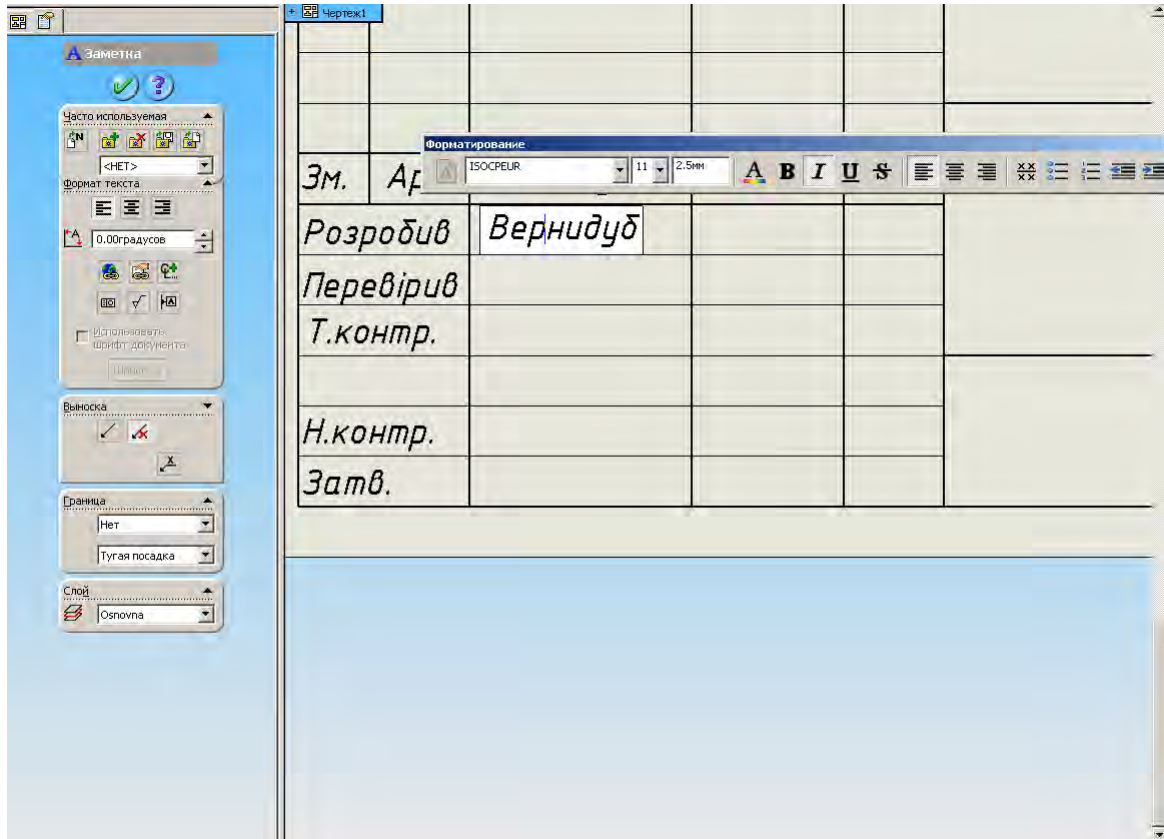 Чертеж1
Заметка
Часто используемая
<НЕТ>
Формат текста
0.00градусов
Использовать
шрифт документа
Выноска
Граница
Нет
Тугая посадка
Слой
Osnovna
Форматирование
ISOCPEUR 11 2.5мм A B I U S
Зм. Ар
Розробив Вернидуб
Перевірив
Т.контр.
Н.контр.
Затв.